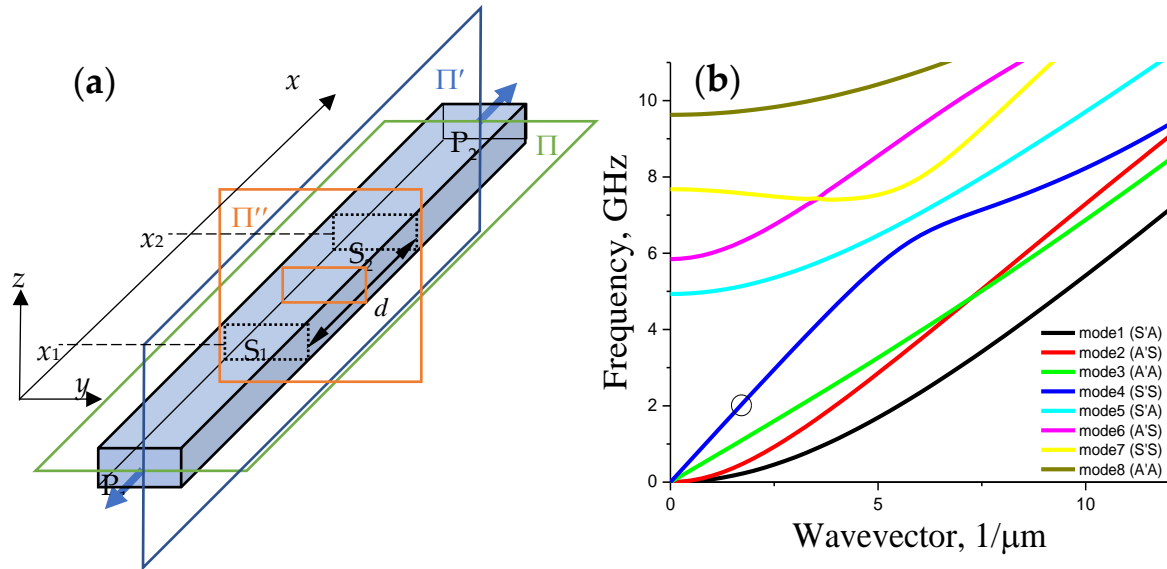 (a)
x
Π′
P₂
Π
Π′′
x₂
S₂
z
d
x₁
S₁
y
P
(b)
Frequency, GHz
10
8
6
4
2
0
0
5
10
Wavevector, 1/μm
mode1 (S'A)
mode2 (A'S)
mode3 (A'A)
mode4 (S'S)
mode5 (S'A)
mode6 (A'S)
mode7 (S'S)
mode8 (A'A)